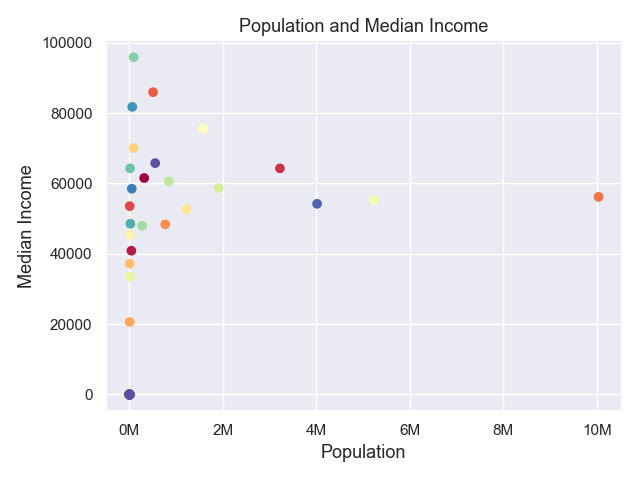 Population and Median Income
100000
80000
60000
40000
20000
0
Median Income
0M 2M 4M 6M 8M 10M
Population